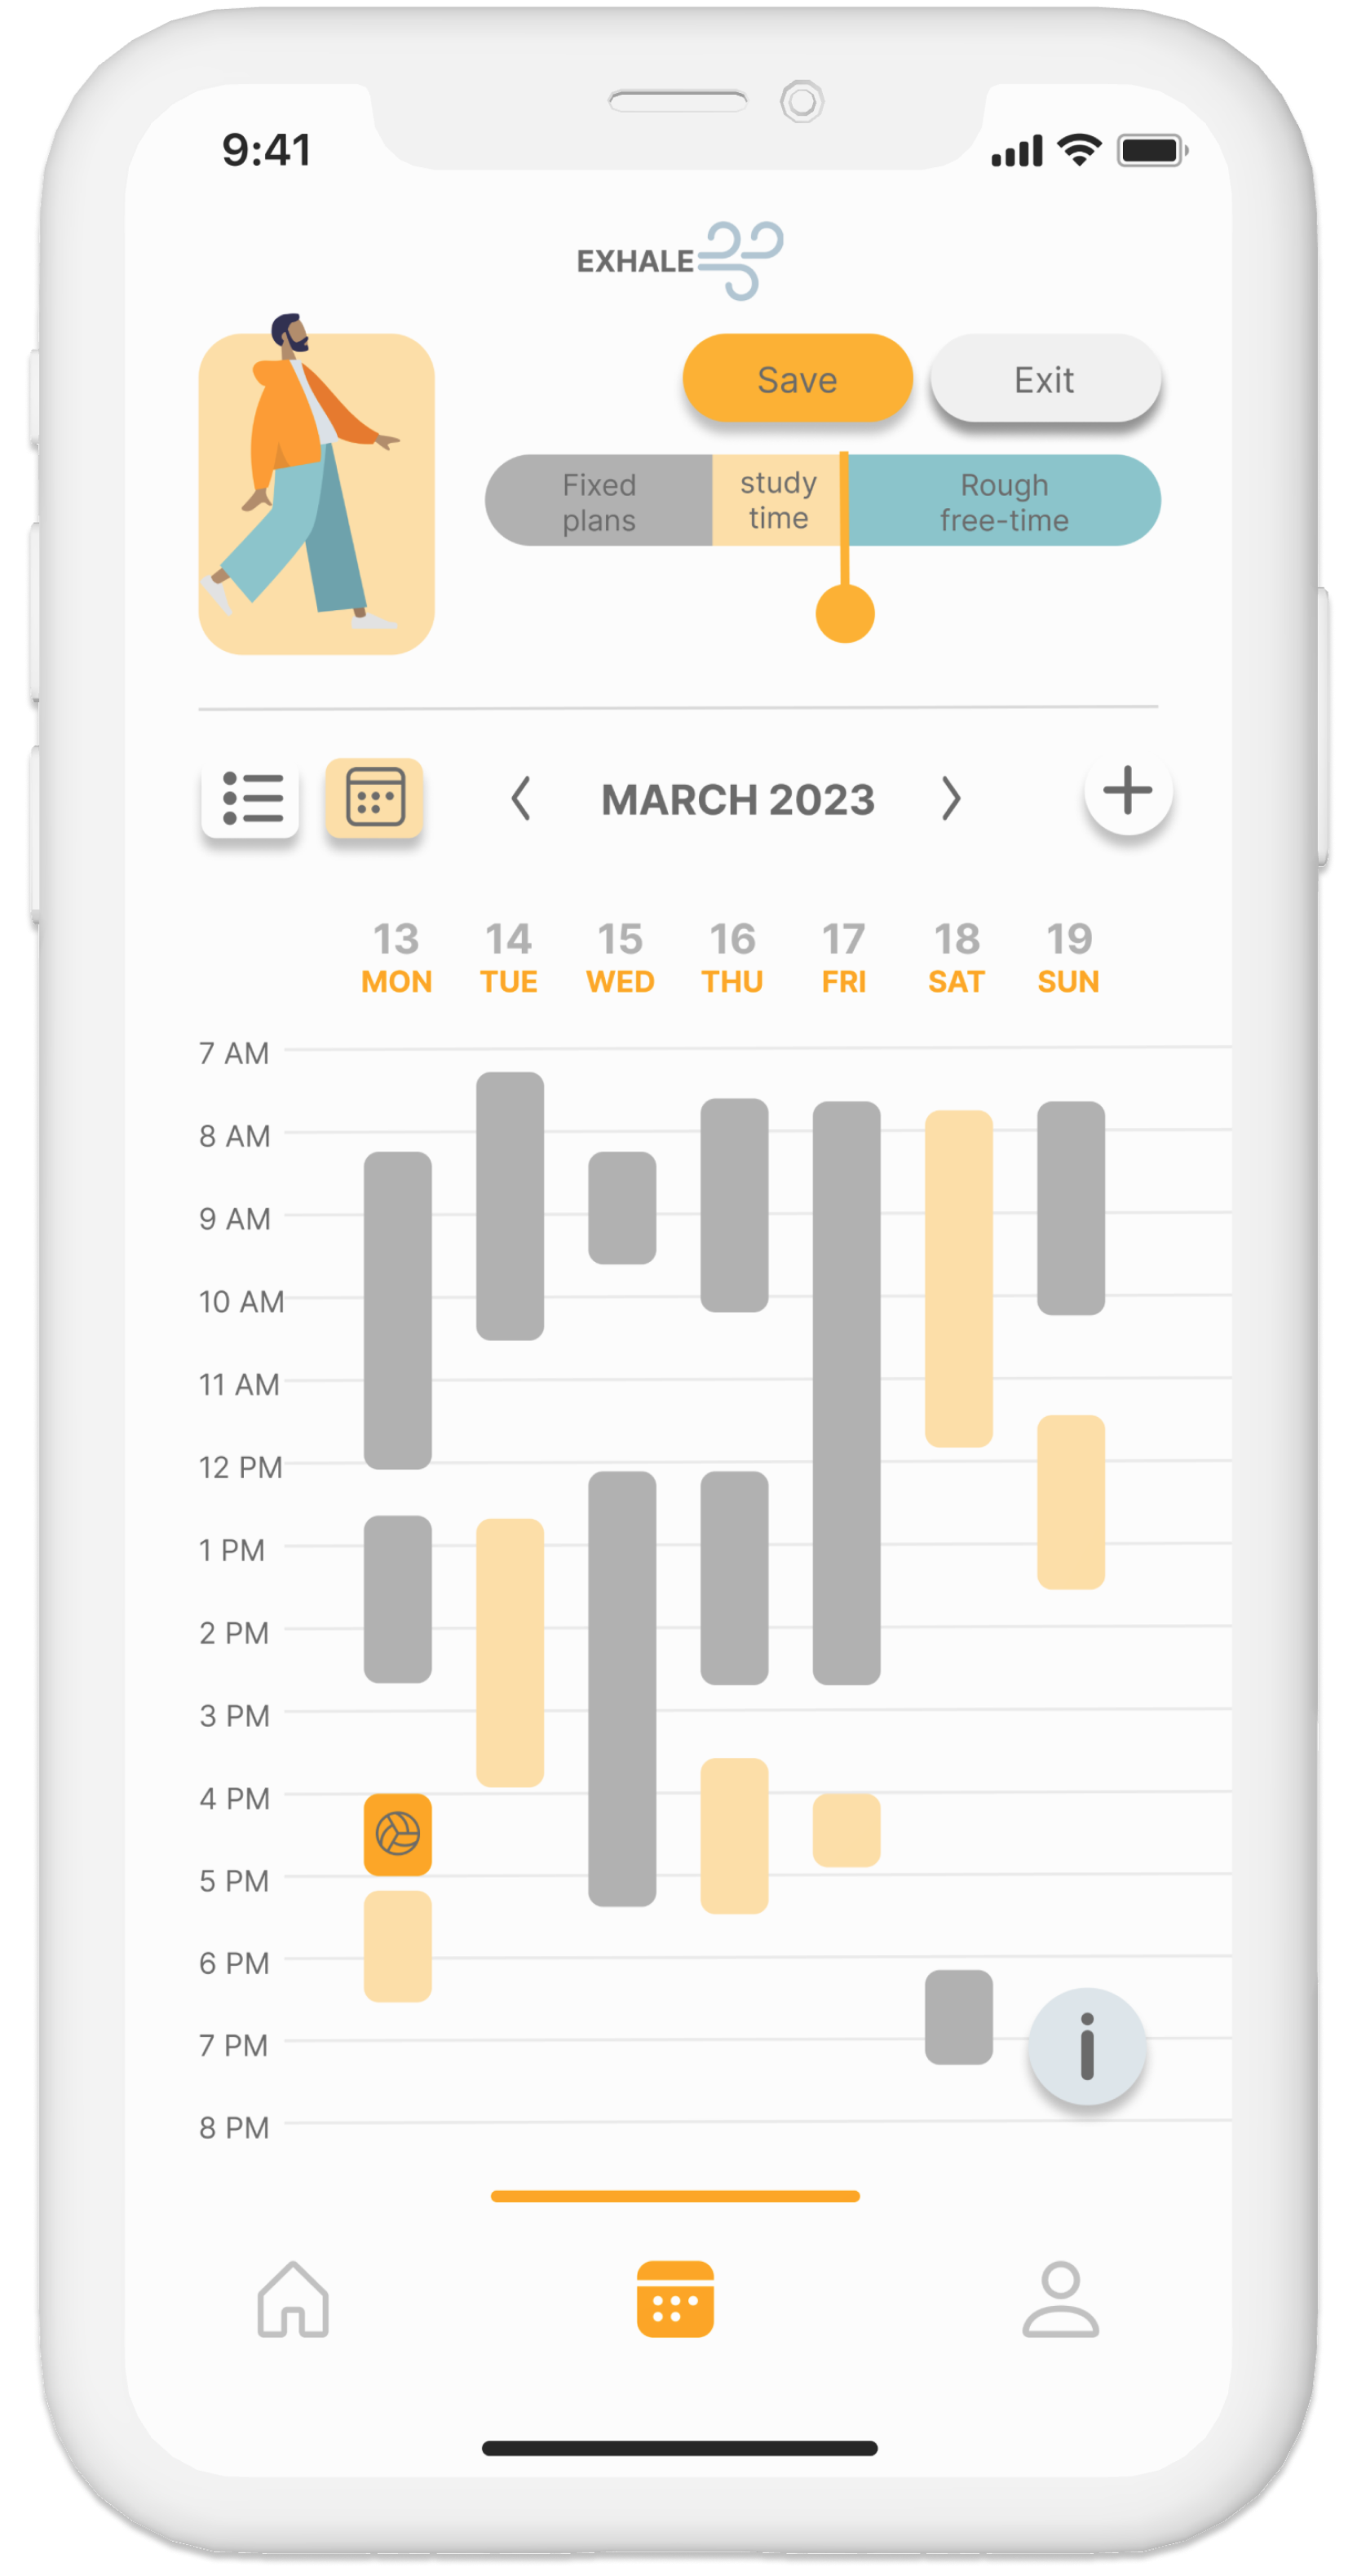 9:41
EXHALE
Save
Exit
Fixed
plans
study
time
Rough
free-time
MARCH 2023
13 14 15 16 17 18 19
MON TUE WED THU FRI SAT SUN
7 AM
8 AM
9 AM
10 AM
11 AM
12 PM
1 PM
2 PM
3 PM
4 PM
5 PM
6 PM
7 PM
8 PM